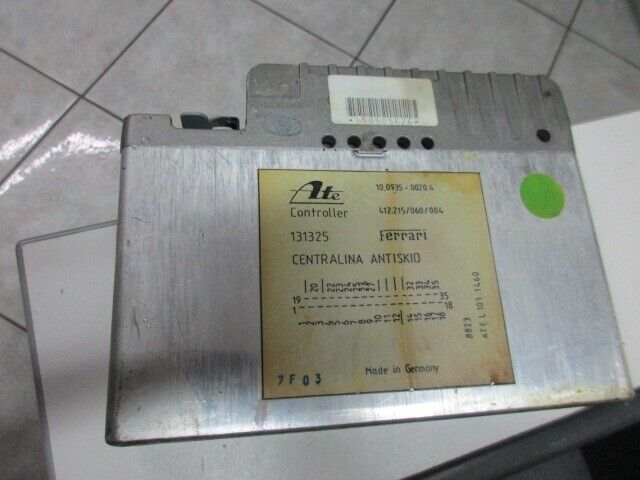 Ate
10.0935-0020.4
Controller
412.215/060/004
131325
Ferrari
CENTRALINA ANTISKID
19
35
1
18
8823
ATE L 101 1460
7F03
Made in Germany